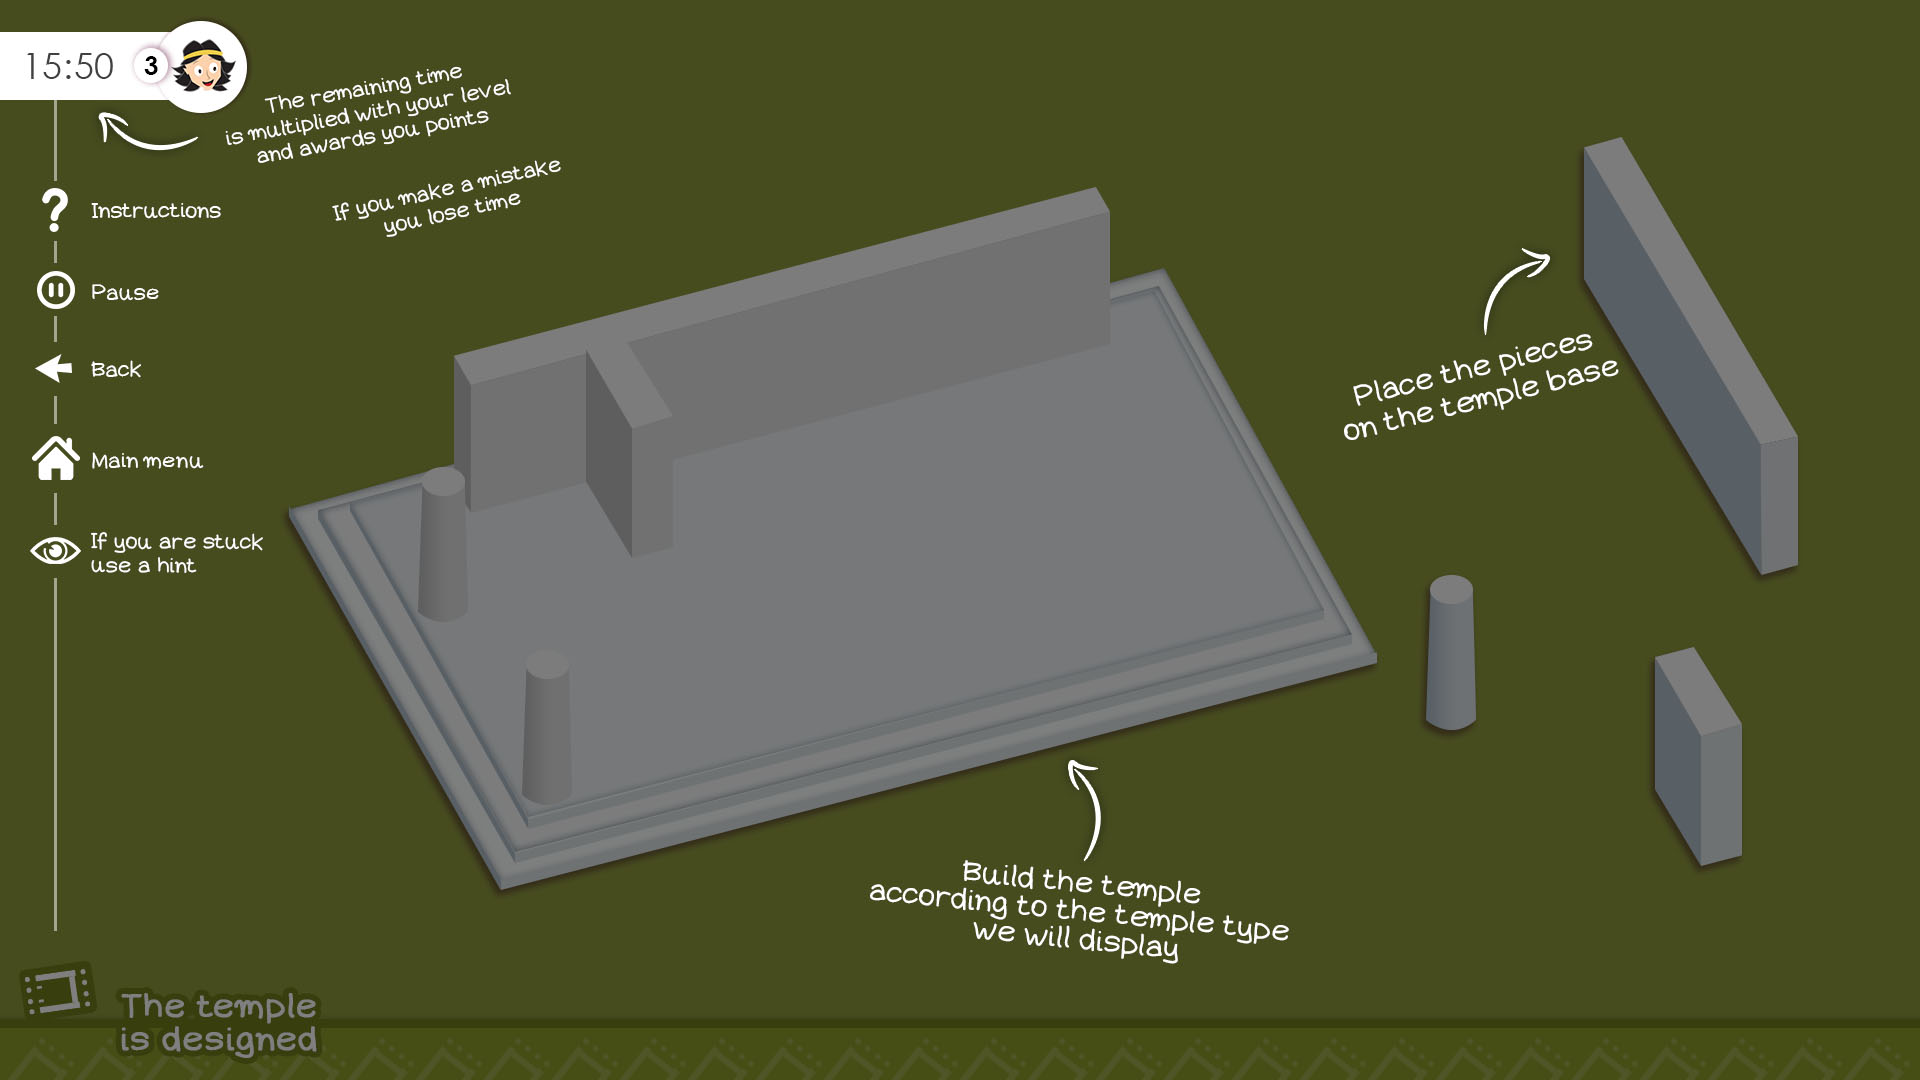 15:50
3
The remaining time
is multiplied with your level
and awards you points
If you make a mistake
you lose time
Instructions
Pause
Back
Main menu
If you are stuck
use a hint
Place the pieces
on the temple base
Build the temple
according to the temple type
we will display
The temple
is designed